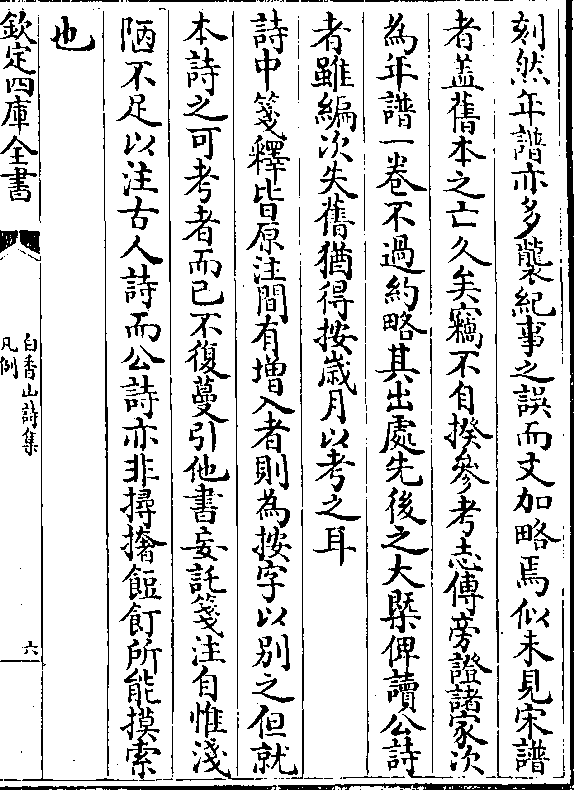 刻然年譜亦多襲紀事之誤而文加略焉似未見宋譜
者盖舊本之亡久矣竊不自揆參考志傳旁證諸家次
為年譜一卷不過約略其出處先後之大槩俾讀公詩
者雖編次失舊猶得按歲月以考之耳
詩中箋釋皆原注間有増入者則為按字以别之但就
本詩之可考者而已不復蔓引他書妄託箋注自惟淺
陋不足以注古人詩而公詩亦非撏撦餖飣所能摸索
也
欽定四庫全書
白香山詩集
凡例
六